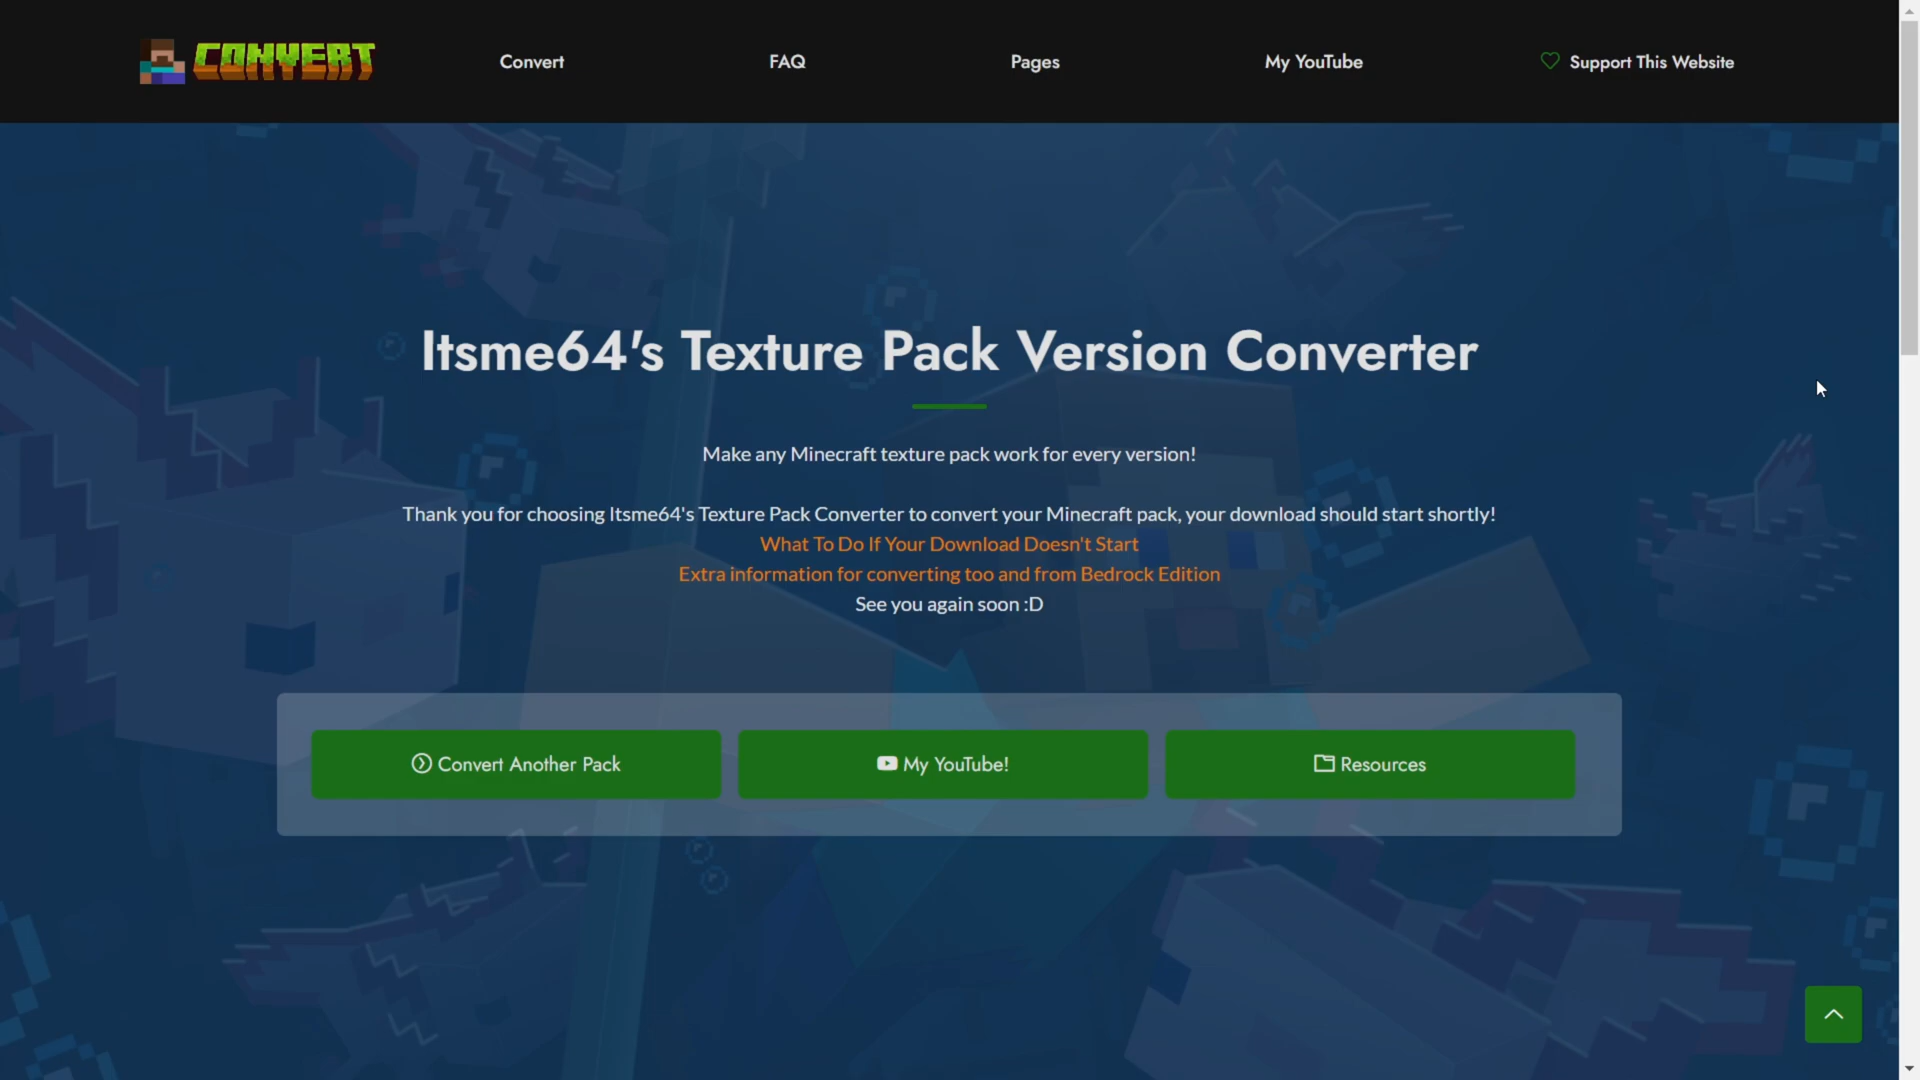 CONVERT
Convert
FAQ
Pages
My YouTube
Support This Website
Itsme64's Texture Pack Version Converter
Make any Minecraft texture pack work for every version!
Thank you for choosing Itsme64's Texture Pack Converter to convert your Minecraft pack, your download should start shortly!
What To Do If Your Download Doesn't Start
Extra information for converting too and from Bedrock Edition
See you again soon :D
Convert Another Pack
My YouTube!
Resources